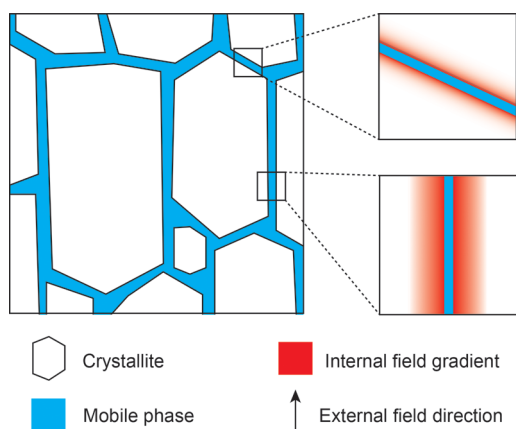 Crystallite
Internal field gradient
Mobile phase
External field direction